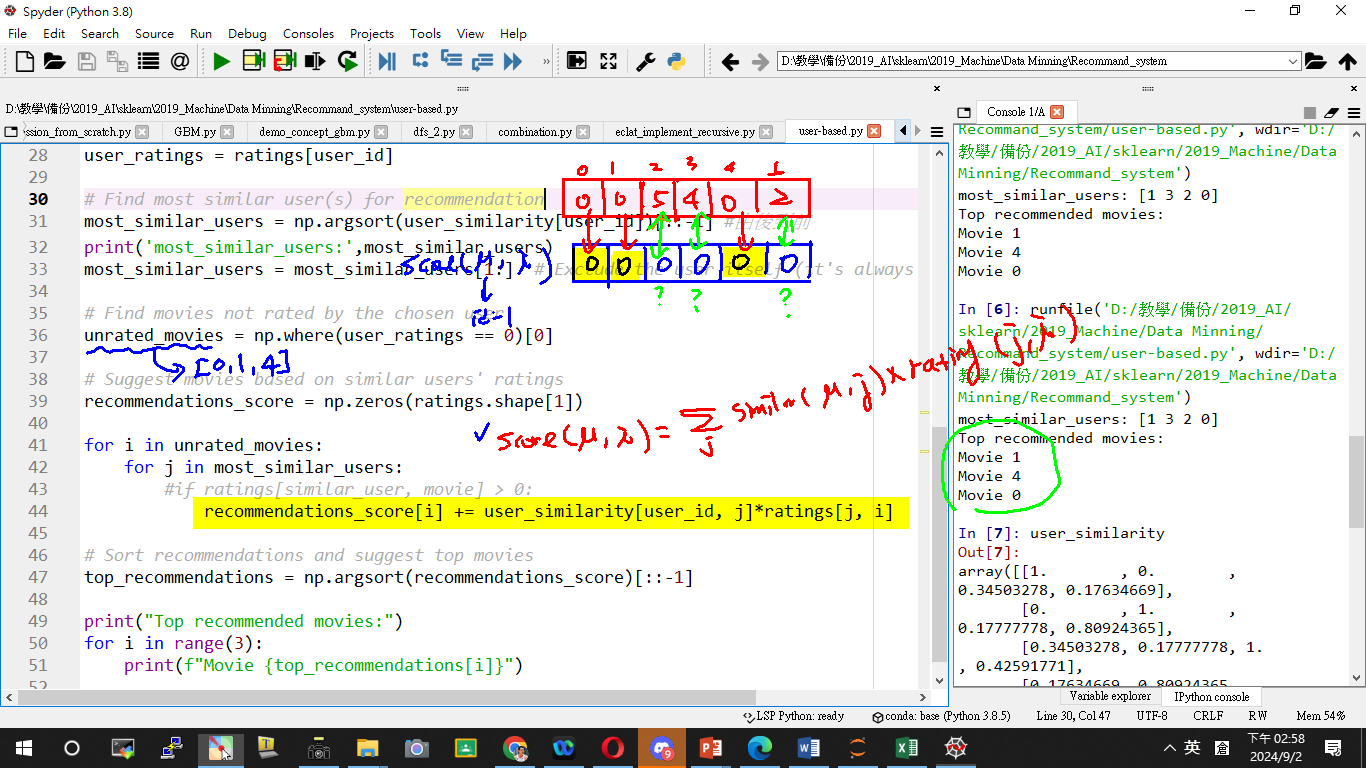 Spyder (Python 3.8)
File Edit Search Source Run Debug Consoles Projects Tools View Help
D:\教學\備份\2019_AI\sklearn\2019_Machine\Data Minning\Recommand_system
D:\教學\備份\2019_AI\sklearn\2019_Machine\Data Minning\Recommand_system\user-based.py
ssion_from_scratch.py GBM.py demo_concept_gbm.py dfs_2.py combination.py eclat_implement_recursive.py user-based.py
28 user_ratings = ratings[user_id]
29
30 # Find most similar user(s) for recommendation
31 most_similar_users = np.argsort(user_similarity[user_id])[::-1] #由後到前
32 print('most_similar_users:',most_similar_users)
33 most_similar_users = most_similar_users[1:] # Exclude the user itself (it's always
34
35 # Find movies not rated by the chosen user
36 unrated_movies = np.where(user_ratings == 0)[0]
37
38 # Suggest movies based on similar users' ratings
39 recommendations_score = np.zeros(ratings.shape[1])
40
41 for i in unrated_movies:
42 for j in most_similar_users:
43 #if ratings[similar_user, movie] > 0:
44 recommendations_score[i] += user_similarity[user_id, j]*ratings[j, i]
45
46 # Sort recommendations and suggest top movies
47 top_recommendations = np.argsort(recommendations_score)[::-1]
48
49 print("Top recommended movies:")
50 for i in range(3):
51 print(f"Movie {top_recommendations[i]}")
52
0 1 2 3 4 1
0 0 5 4 0 2
0 0 0 0 0 0
? ? ?
score(μ, i)
i=1
[0,1,4]
score(μ,i) = Σ j simil(μ,j)×rating(j,i)
Console 1/A
Recommand_system/user-based.py', wdir='D:/
教學/備份/2019_AI/sklearn/2019_Machine/Data
Minning/Recommand_system')
most_similar_users: [1 3 2 0]
Top recommended movies:
Movie 1
Movie 4
Movie 0
In [6]: runfile('D:/教學/備份/2019_AI/
sklearn/2019_Machine/Data Minning/
Recommand_system/user-based.py', wdir='D:/
教學/備份/2019_AI/sklearn/2019_Machine/Data
Minning/Recommand_system')
most_similar_users: [1 3 2 0]
Top recommended movies:
Movie 1
Movie 4
Movie 0
In [7]: user_similarity
Out[7]:
array([[1. , 0. ,
0.34503278, 0.17634669],
[0. , 1. ,
0.17777778, 0.80924365],
[0.34503278, 0.17777778, 1.
, 0.42591771],
[0.17634669, 0.80924365,
Variable explorer IPython console
LSP Python: ready conda: base (Python 3.8.5) Line 30, Col 47 UTF-8 CRLF RW Mem 54%
英 倉 下午 02:58
2024/9/2